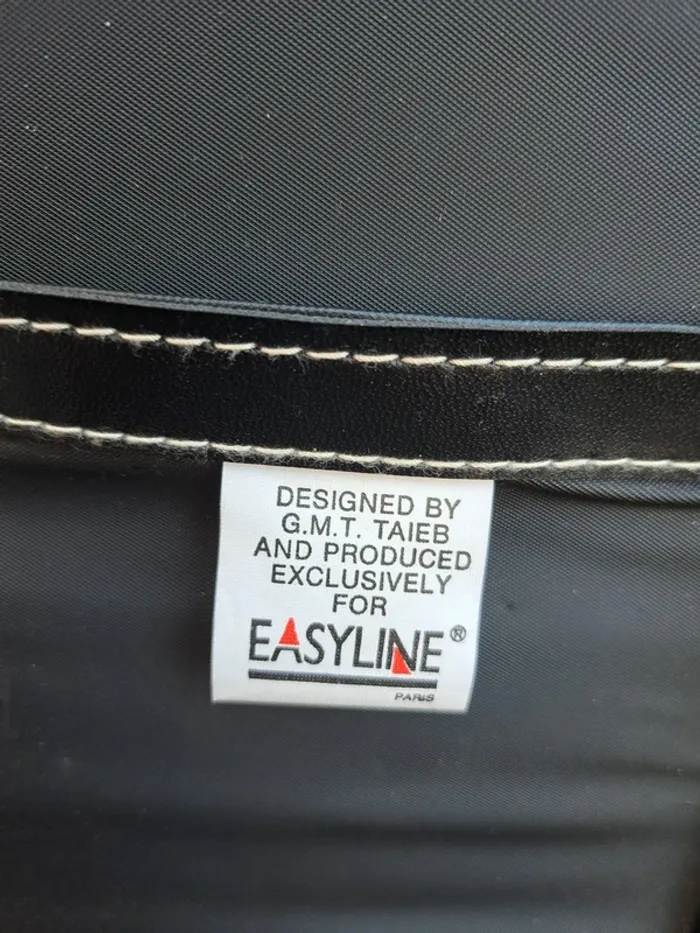 DESIGNED BY
G.M.T. TAIEB
AND PRODUCED
EXCLUSIVELY
FOR
EASYLINE®
PARIS